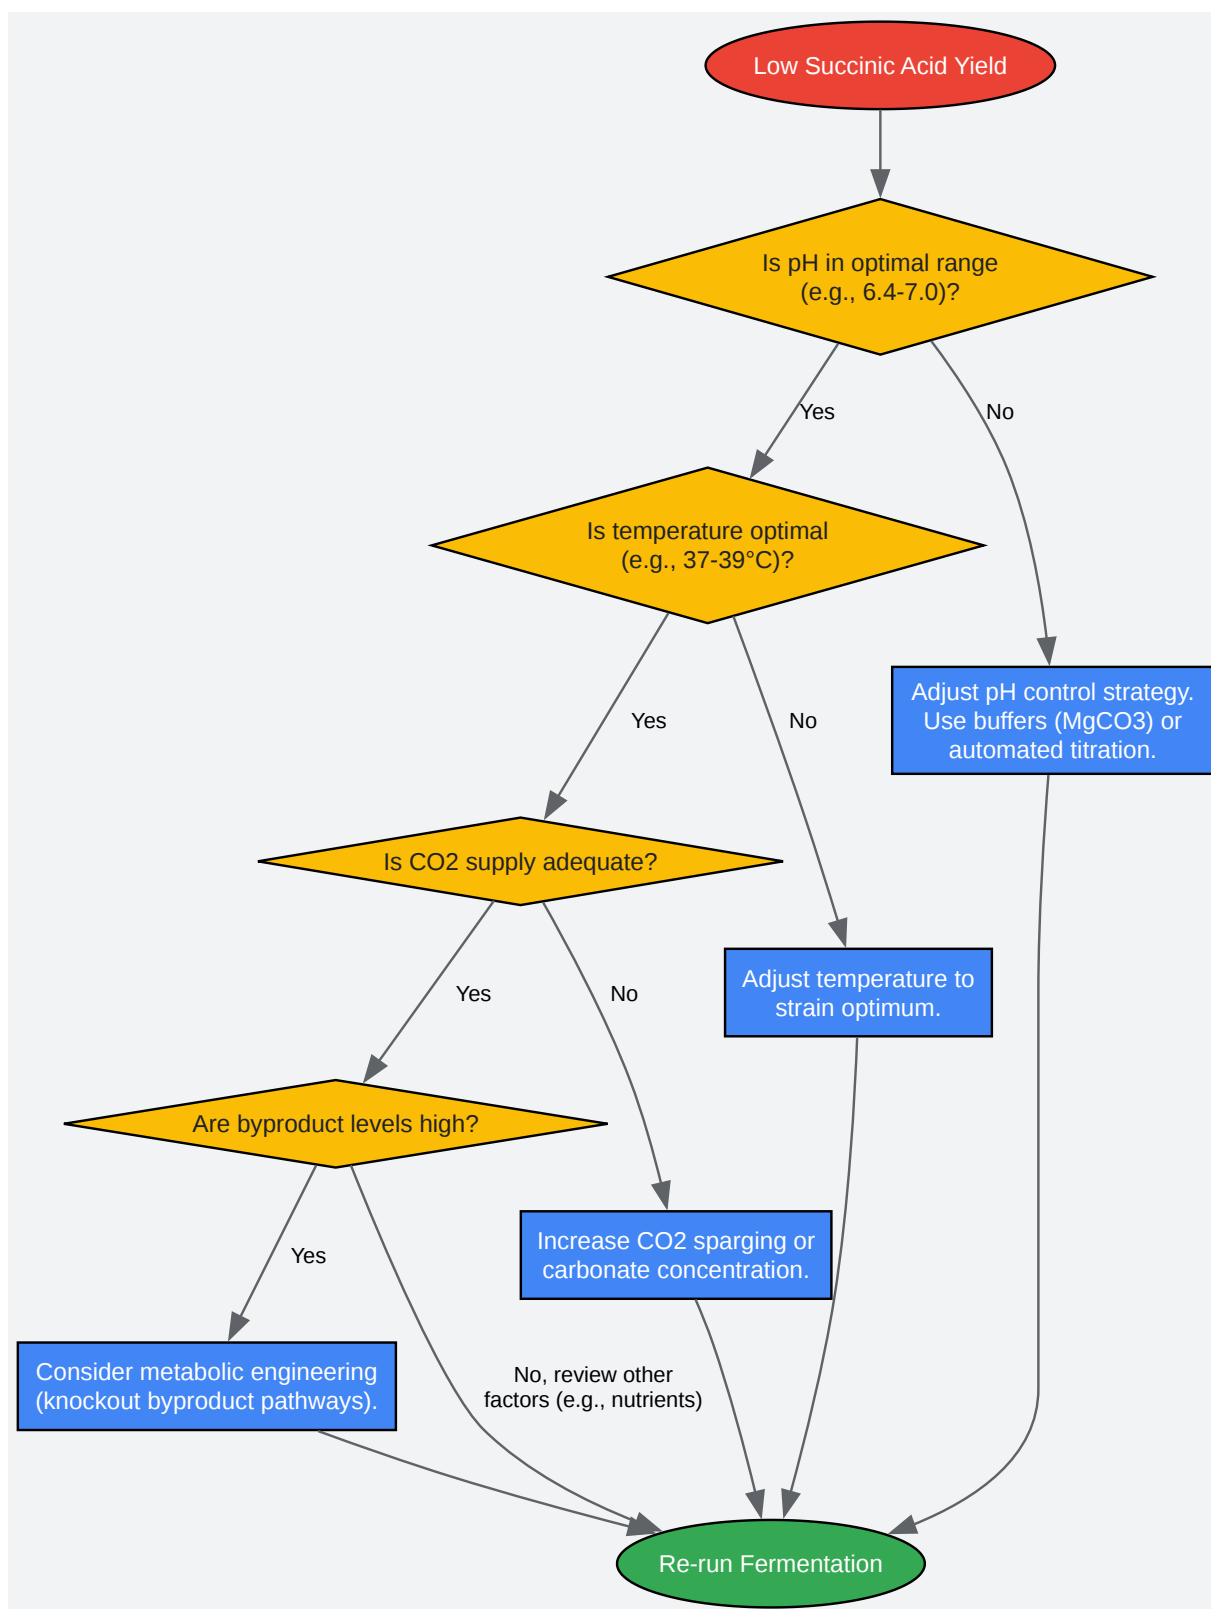 Low Succinic Acid Yield
Is pH in optimal range
(e.g., 6.4-7.0)?
Yes
No
Is temperature optimal
(e.g., 37-39°C)?
Yes
No
Adjust pH control strategy.
Use buffers (MgCO3) or
automated titration.
Is CO2 supply adequate?
Yes
No
Adjust temperature to
strain optimum.
Are byproduct levels high?
Yes
Increase CO2 sparging or
carbonate concentration.
Consider metabolic engineering
(knockout byproduct pathways).
No, review other
factors (e.g., nutrients)
Re-run Fermentation